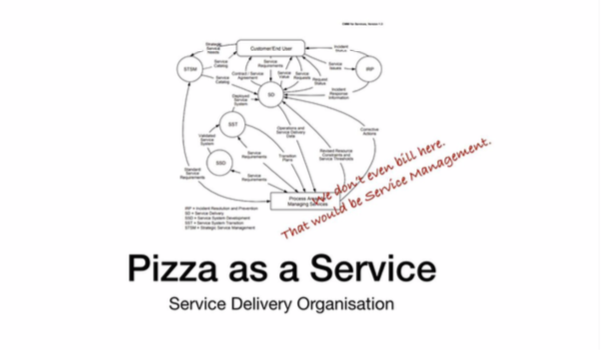 CMMI for Services, Version 1.3
Strategic
Service
Needs
Customer/End User
Incident
Status
STSM
Service
Catalog
Service
Requirements
Service
Issues
IRP
Contract / Service
Agreement
Service
Value
Service
Requests
Request
Status
Service
Catalog
Incident
Response
Information
SD
Deployed
Service
System
SST
Operations and
Service Delivery
Data
Corrective
Actions
Validated
Service
System
Service
Requirements
Transition
Plans
Revised Resource
Constraints and
Service Thresholds
SSD
Standard
Service
Requirements
Service
Requirements
Process Areas for
Managing Services
We don't even bill here.
That would be Service Management.
IRP = Incident Resolution and Prevention
SD = Service Delivery
SSD = Service System Development
SST = Service System Transition
STSM = Strategic Service Management
Pizza as a Service
Service Delivery Organisation